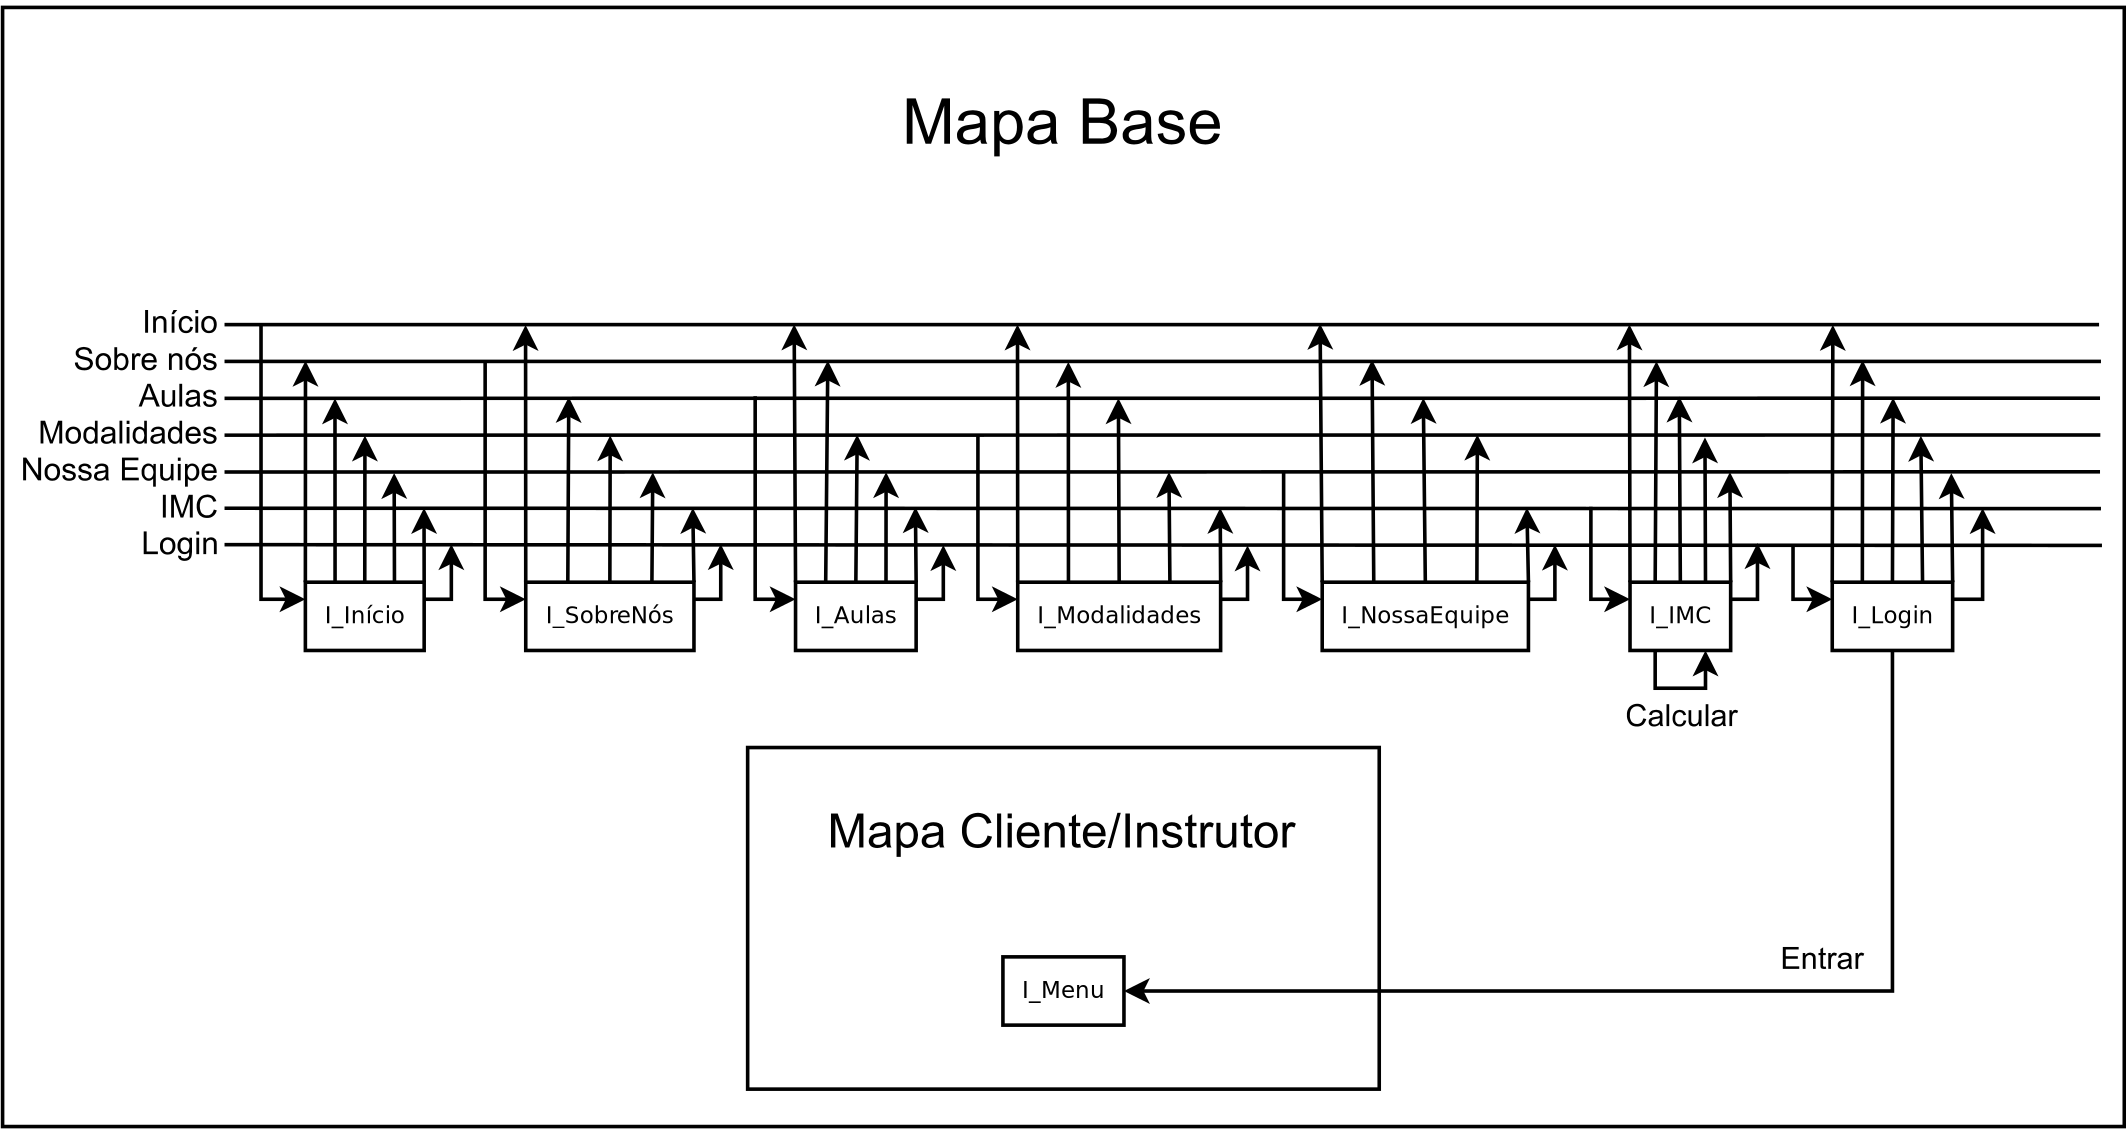 Mapa Base
Início
Sobre nós
Aulas
Modalidades
Nossa Equipe
IMC
Login
I_Início
I_SobreNós
I_Aulas
I_Modalidades
I_NossaEquipe
I_IMC
I_Login
Calcular
Mapa Cliente/Instrutor
Entrar
I_Menu